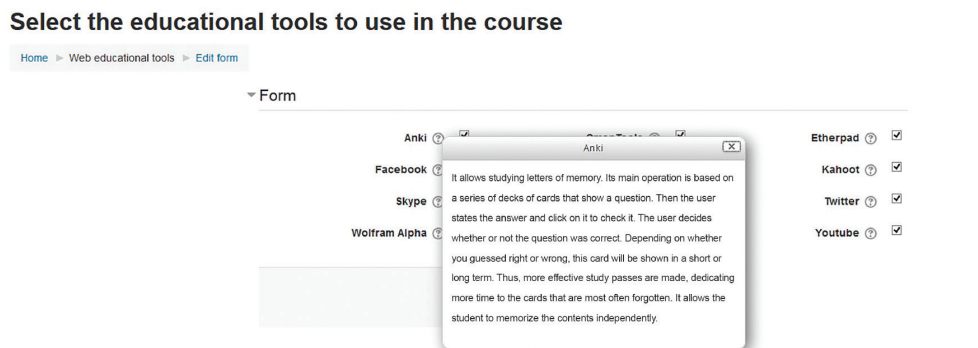 Select the educational tools to use in the course
Home Web educational tools Edit form
Form
Anki Etherpad
Anki
Facebook Kahoot
Skype Twitter
Wolfram Alpha Youtube
It allows studying letters of memory. Its main operation is based on
a series of decks of cards that show a question. Then the user
states the answer and click on it to check it. The user decides
whether or not the question was correct. Depending on whether
you guessed right or wrong, this card will be shown in a short or
long term. Thus, more effective study passes are made, dedicating
more time to the cards that are most often forgotten. It allows the
student to memorize the contents independently.